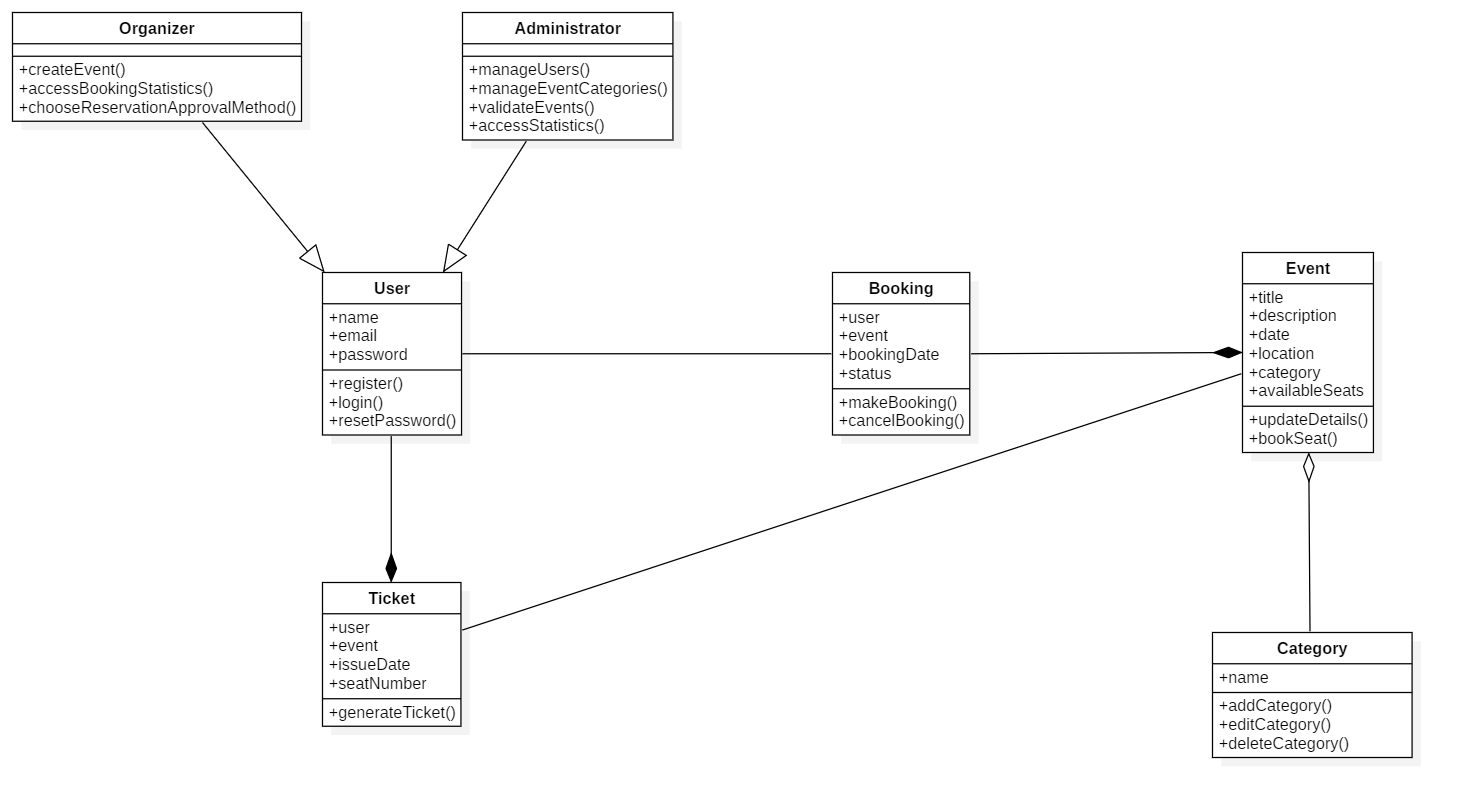 Organizer
+createEvent()
+accessBookingStatistics()
+chooseReservationApprovalMethod()
Administrator
+manageUsers()
+manageEventCategories()
+validateEvents()
+accessStatistics()
User
+name
+email
+password
+register()
+login()
+resetPassword()
Booking
+user
+event
+bookingDate
+status
+makeBooking()
+cancelBooking()
Event
+title
+description
+date
+location
+category
+availableSeats
+updateDetails()
+bookSeat()
Ticket
+user
+event
+issueDate
+seatNumber
+generateTicket()
Category
+name
+addCategory()
+editCategory()
+deleteCategory()